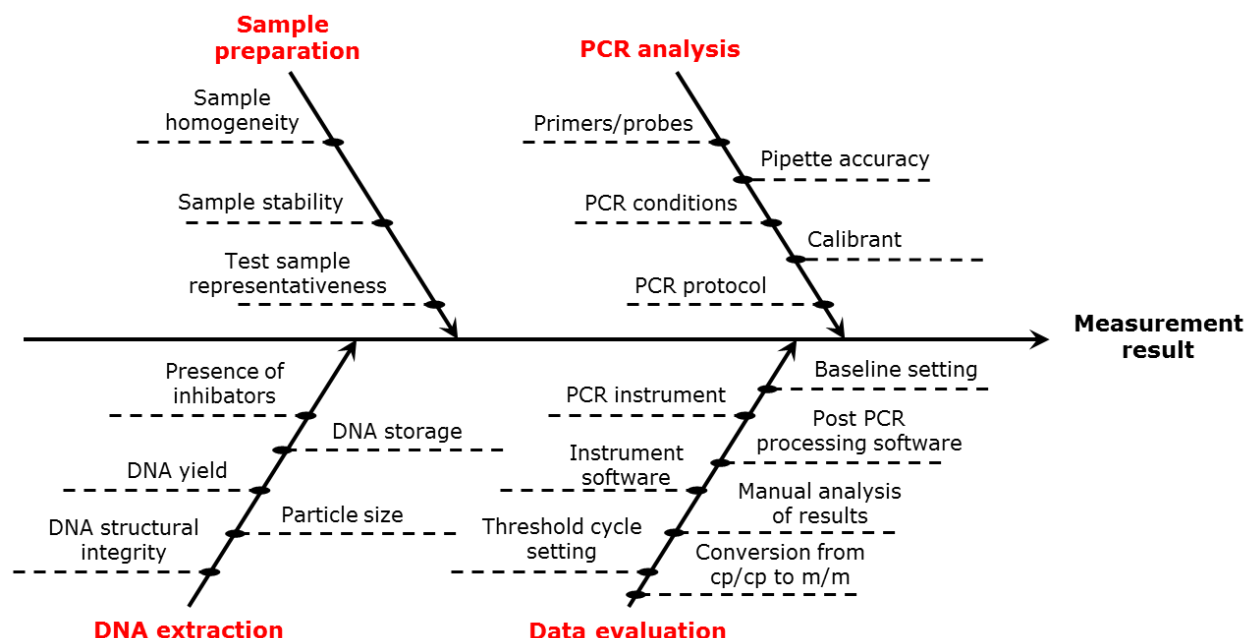 Sample
preparation
PCR analysis
Sample
homogeneity
Primers/probes
Pipette accuracy
Sample stability
PCR conditions
Calibrant
Test sample
representativeness
PCR protocol
Measurement
result
Presence of
inhibators
Baseline setting
PCR instrument
DNA storage
Post PCR
processing software
DNA yield
Instrument
software
Particle size
Manual analysis
of results
DNA structural
integrity
Threshold cycle
setting
Conversion from
cp/cp to m/m
DNA extraction
Data evaluation